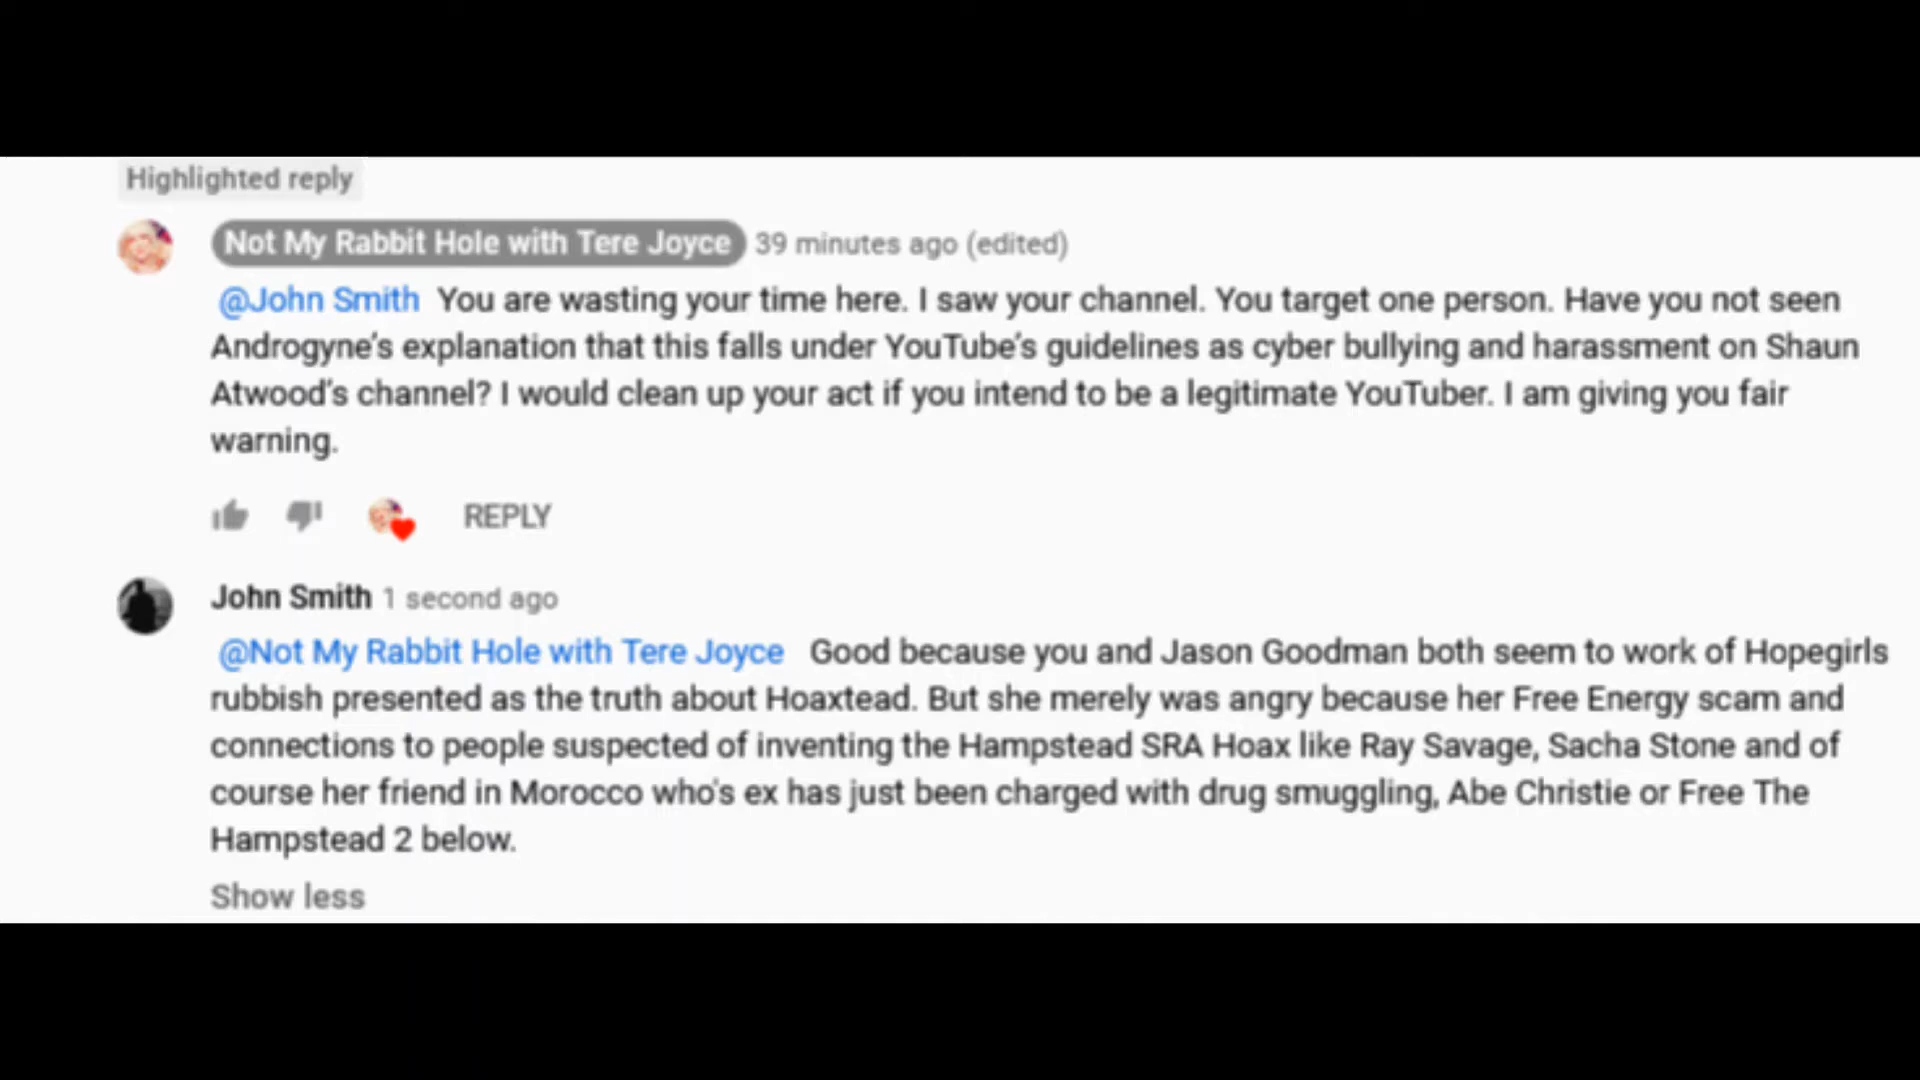 Highlighted reply
Not My Rabbit Hole with Tere Joyce 39 minutes ago (edited)
@John Smith You are wasting your time here. I saw your channel. You target one person. Have you not seen
Androgyne's explanation that this falls under YouTube's guidelines as cyber bullying and harassment on Shaun
Atwood's channel? I would clean up your act if you intend to be a legitimate YouTuber. I am giving you fair
warning.
REPLY
John Smith 1 second ago
@Not My Rabbit Hole with Tere Joyce Good because you and Jason Goodman both seem to work of Hopegirls
rubbish presented as the truth about Hoaxtead. But she merely was angry because her Free Energy scam and
connections to people suspected of inventing the Hampstead SRA Hoax like Ray Savage, Sacha Stone and of
course her friend in Morocco who's ex has just been charged with drug smuggling, Abe Christie or Free The
Hampstead 2 below.
Show less